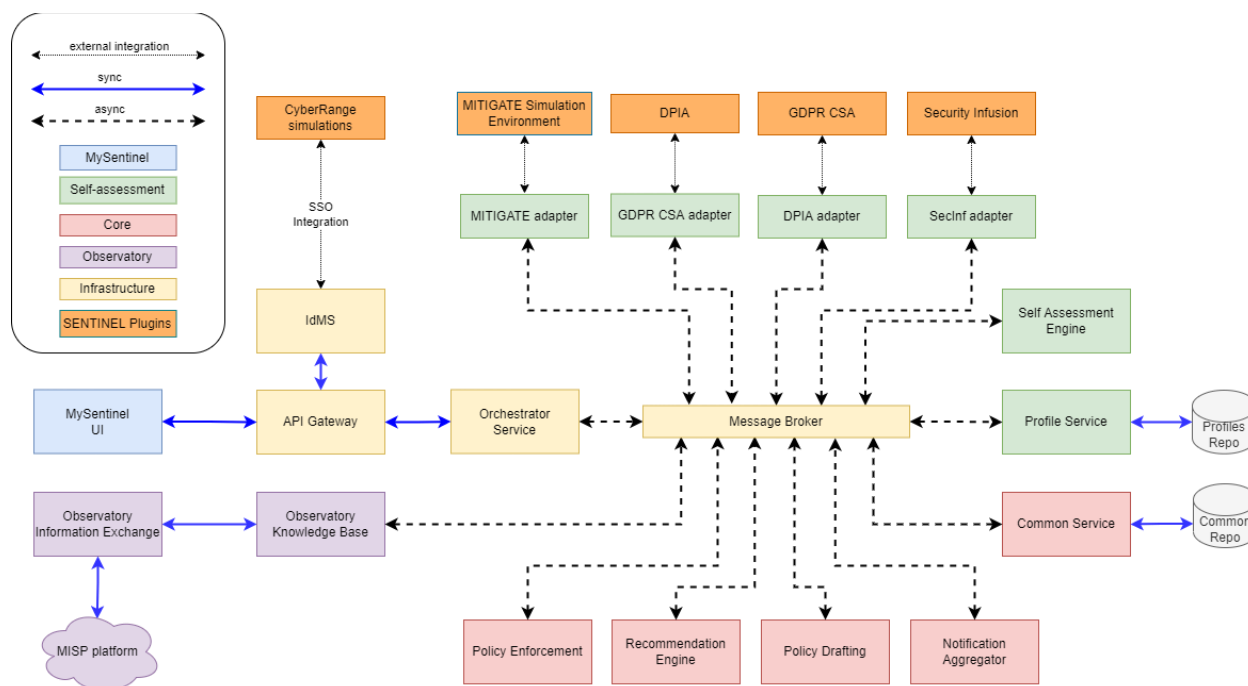 external integration
sync
async
MySentinel
Self-assessment
Core
Observatory
Infrastructure
SENTINEL Plugins
CyberRange
simulations
MITIGATE Simulation
Environment
DPIA
GDPR CSA
Security Infusion
SSO
Integration
MITIGATE adapter
GDPR CSA adapter
DPIA adapter
SecInf adapter
IdMS
Self Assessment
Engine
MySentinel
UI
API Gateway
Orchestrator
Service
Message Broker
Profile Service
Profiles
Repo
Observatory
Information Exchange
Observatory
Knowledge Base
Common Service
Common
Repo
MISP platform
Policy Enforcement
Recommendation
Engine
Policy Drafting
Notification
Aggregator